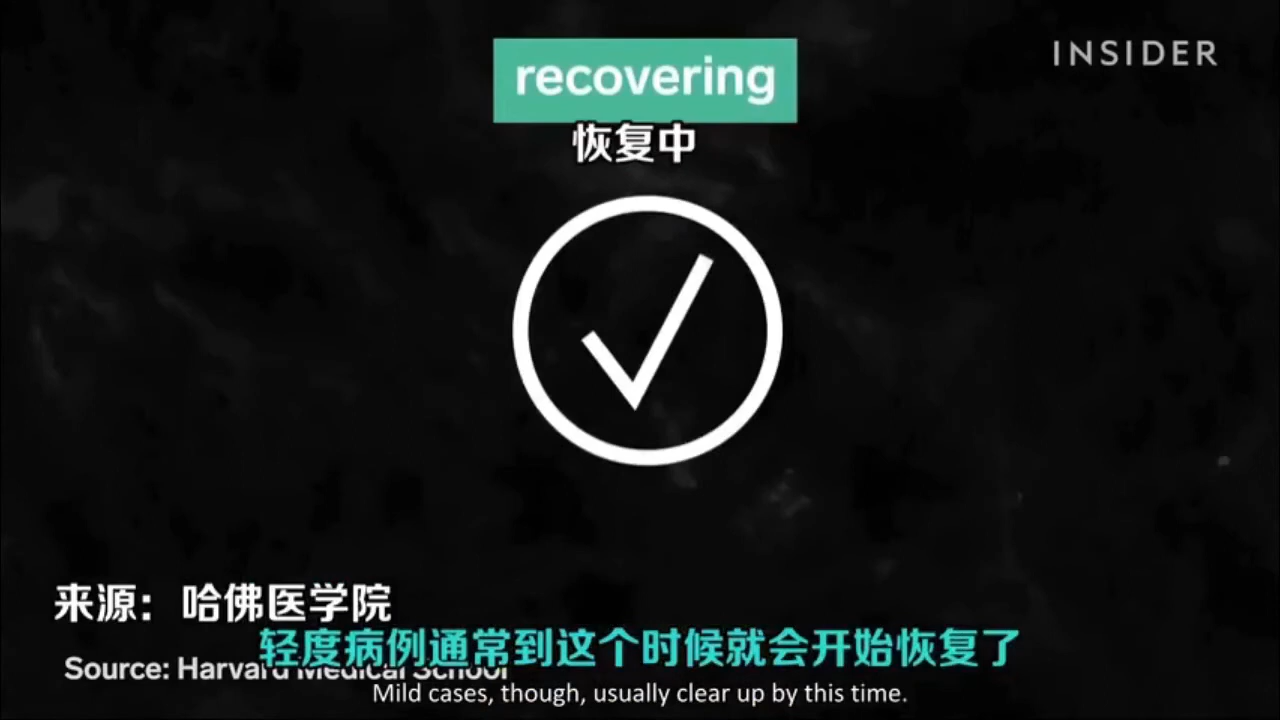 INSIDER
recovering
恢复中
来源：哈佛医学院
轻度病例通常到这个时候就会开始恢复了
Source: Harvard Medical School
Mild cases, though, usually clear up by this time.